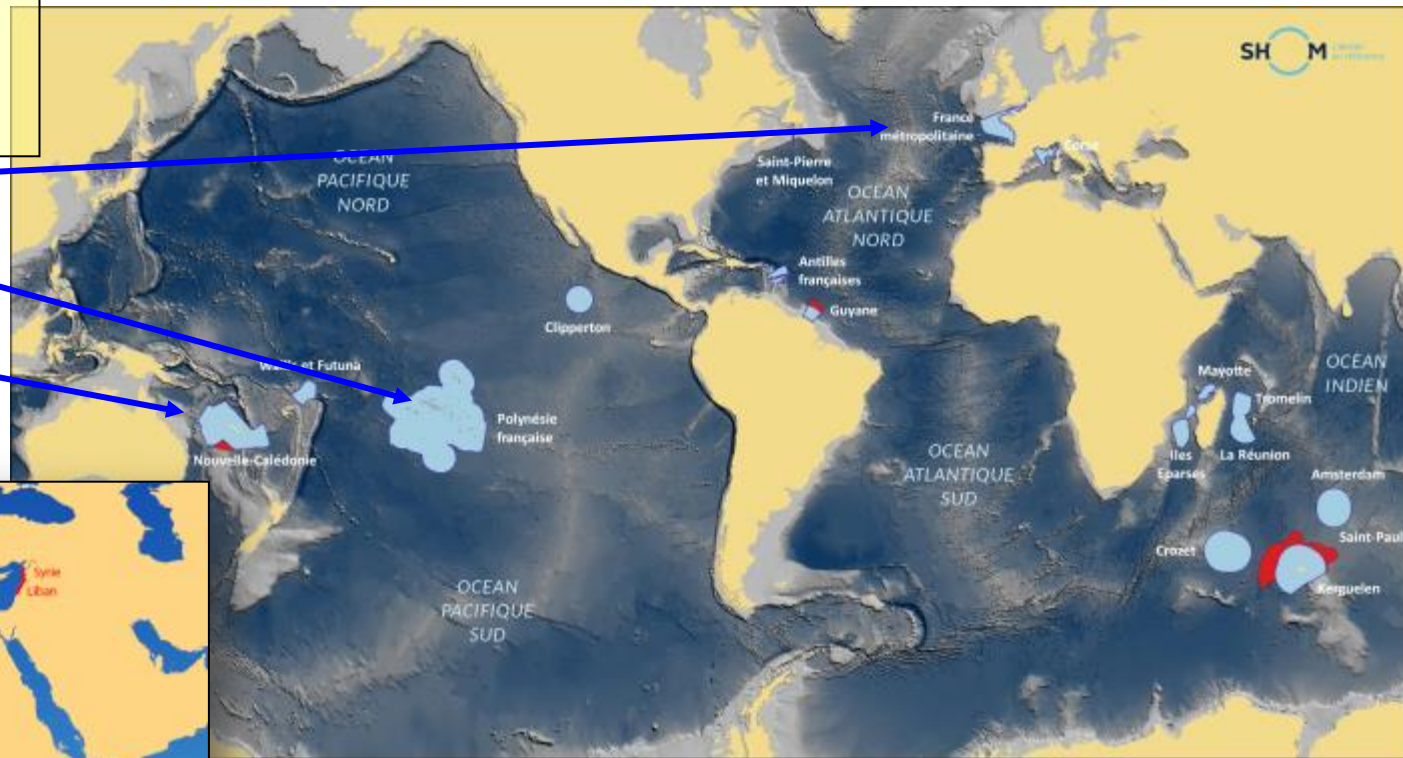 SHOM
France
métropolitaine
Corse
OCEAN
PACIFIQUE
NORD
Saint-Pierre
et Miquelon
OCEAN
ATLANTIQUE
NORD
Antilles
françaises
Guyane
Clipperton
Wallis et Futuna
Polynésie
française
Nouvelle-Calédonie
OCEAN
INDIEN
Mayotte
Tromelin
Iles
Eparses
La Réunion
OCEAN
ATLANTIQUE
SUD
Amsterdam
Saint-Paul
Crozet
Kerguelen
OCEAN
PACIFIQUE
SUD
Syrie
Liban